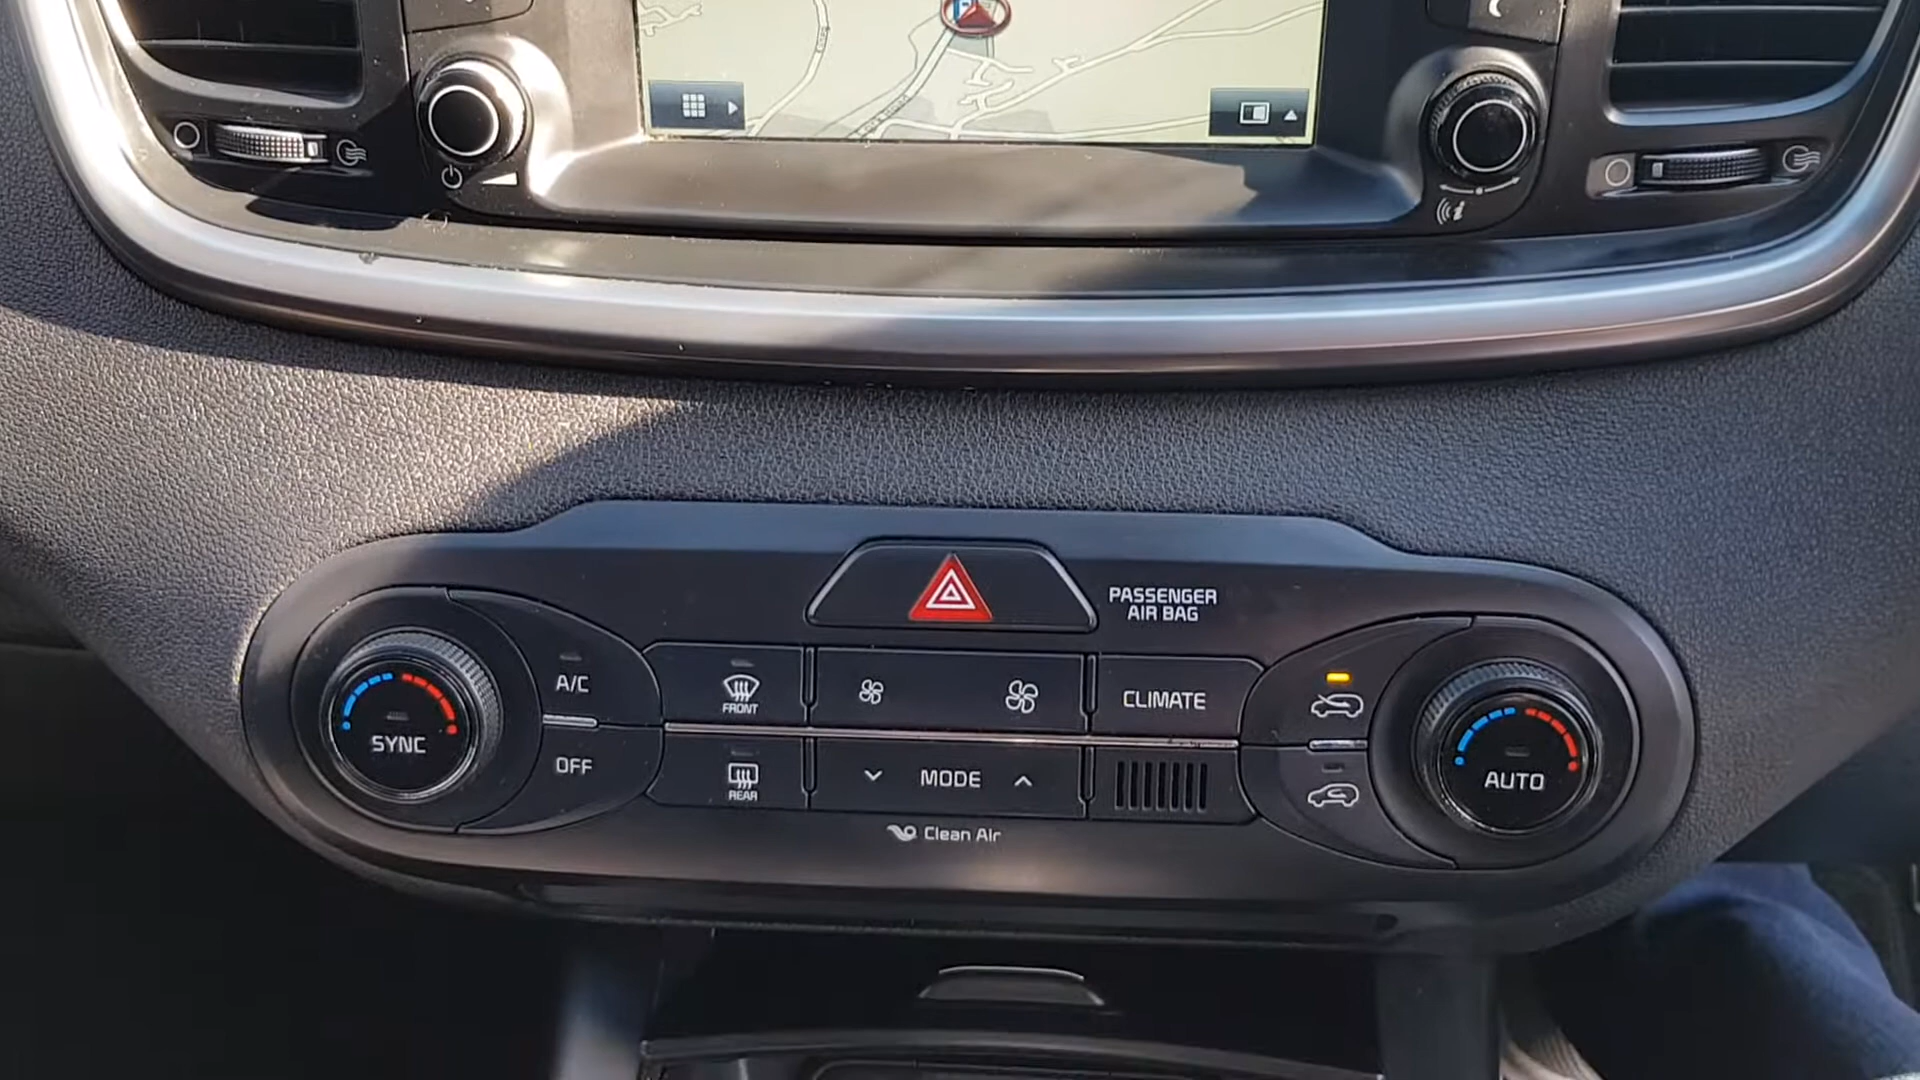 PASSENGER
AIR BAG
A/C
FRONT
CLIMATE
SYNC
OFF
REAR
MODE
AUTO
Clean Air